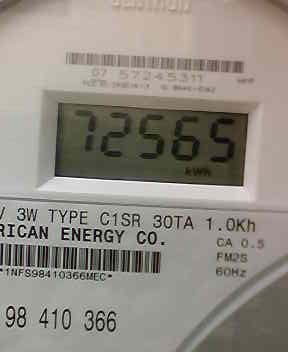 07 57245311
72565
kWh
V 3W TYPE C1SR 30TA 1.0Kh
RICAN ENERGY CO.
CA 0.5
FM2S
60Hz
*1NFS98410366MEC*
98 410 366